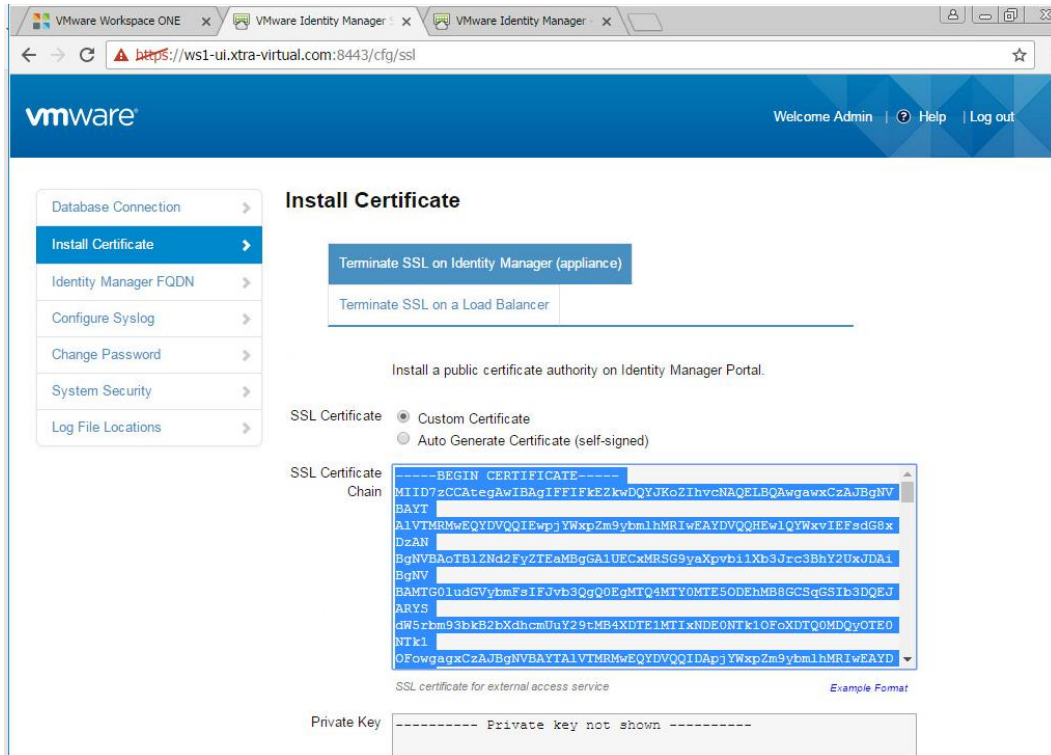 VMware Workspace ONE
VMware Identity Manager S
VMware Identity Manager -
https://ws1-ui.xtra-virtual.com:8443/cfg/ssl
vmware
Welcome Admin | ? Help | Log out
Database Connection
Install Certificate
Identity Manager FQDN
Configure Syslog
Change Password
System Security
Log File Locations
Install Certificate
Terminate SSL on Identity Manager (appliance)
Terminate SSL on a Load Balancer
Install a public certificate authority on Identity Manager Portal.
SSL Certificate
Custom Certificate
Auto Generate Certificate (self-signed)
SSL Certificate
Chain
-----BEGIN CERTIFICATE-----
MIID7zCCAtegAwIBAgIFFIFkEZkwDQYJKoZIhvcNAQELBQAwgawxCzAJBgNV
BAYT
AlVTMRMwEQYDVQQIEwpjYWxpZm9ybmlhMRIwEAYDVQQHEwlQYWxvIEFsdG8x
DzAN
BgNVBAoTBlZNd2FyZTEaMBgGA1UECxMRSG9yaXpvbi1Xb3Jrc3BhY2UxJDAi
BgNV
BAMTG0ludGVybmFsIFJvb3QgQ0EgMTQ4MTY0MTE5ODEhMB8GCSqGSIb3DQEJ
ARYS
dW5rbm93bkB2bXdhcmUuY29tMB4XDTE1MTIxNDE0NTk1OFoXDTQ0MDQyOTE0
NTk1
OFowgagxCzAJBgNVBAYTAlVTMRMwEQYDVQQIDApjYWxpZm9ybmlhMRIwEAYD
SSL certificate for external access service
Example Format
Private Key
---------- Private key not shown ----------